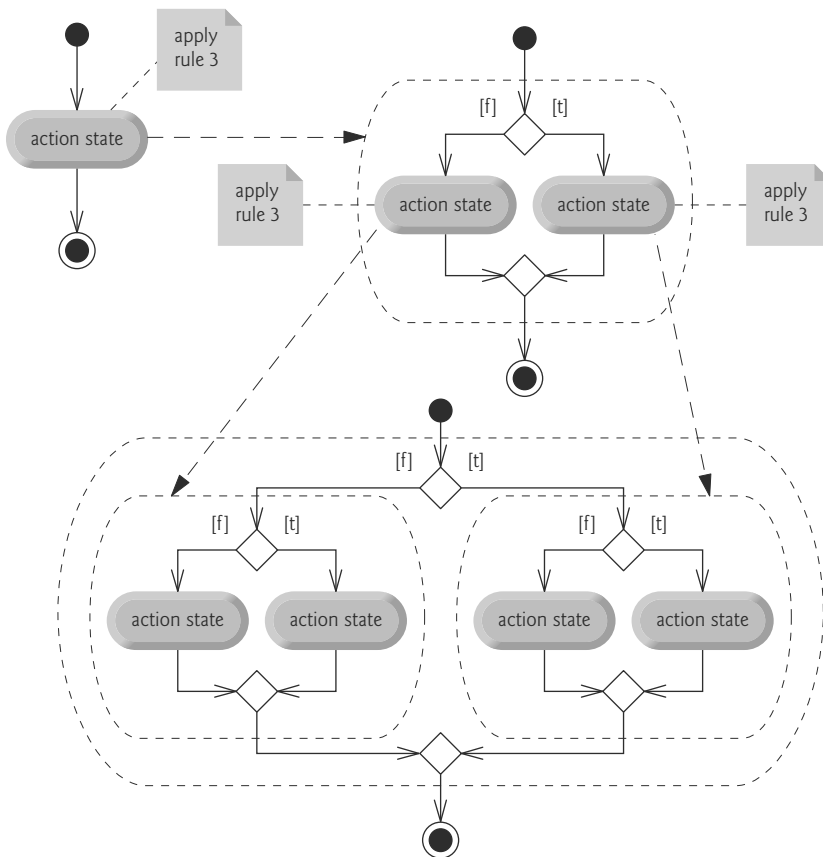 apply
rule 3
action state
[f] [t]
apply
rule 3
action state
action state
apply
rule 3
[f] [t]
[f] [t]
[f] [t]
action state
action state
action state
action state